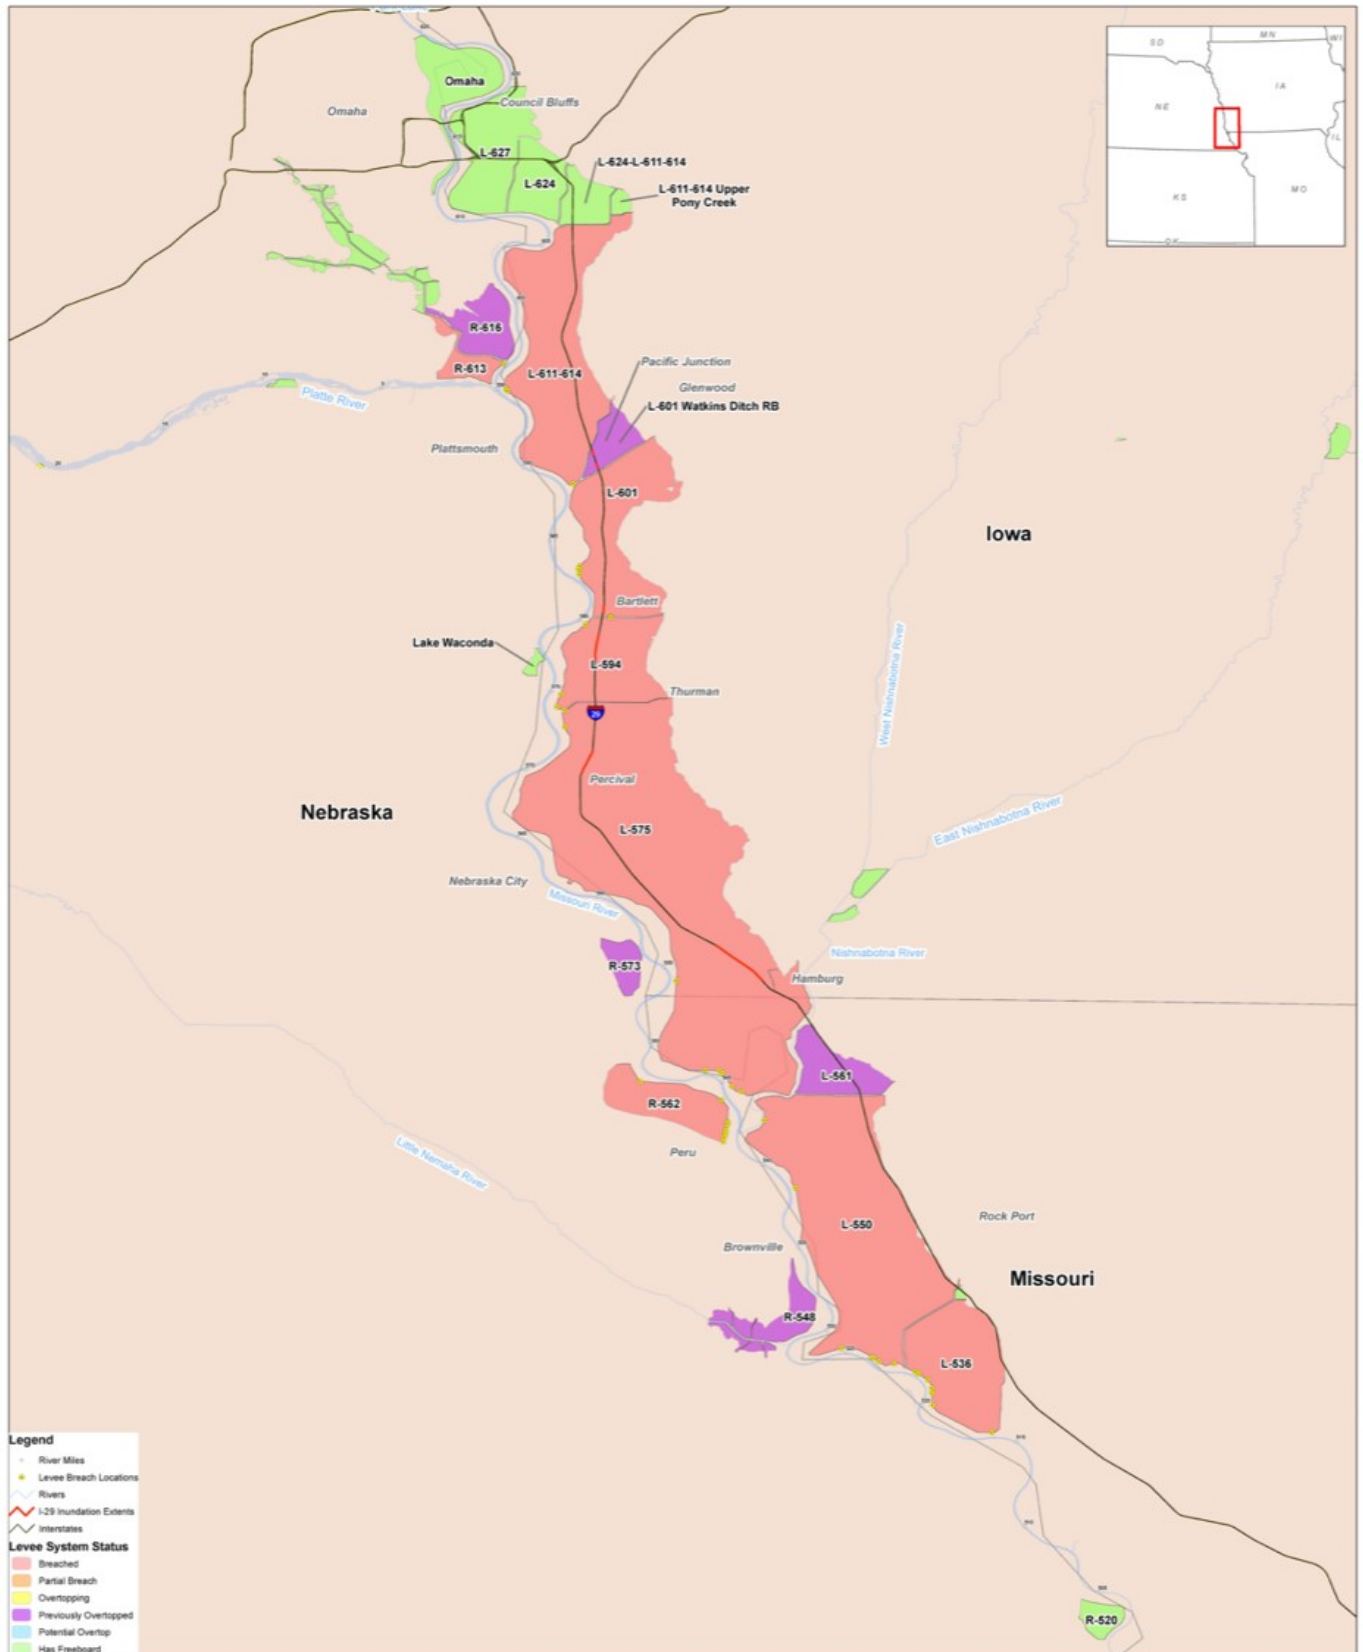 SD
MN
WI
NE
IA
IL
KS
MO
OK
Omaha
Omaha
Council Bluffs
L-627
L-624-L-611-614
L-624
L-611-614 Upper
Pony Creek
R-616
R-613
L-611-614
Pacific Junction
Glenwood
L-601 Watkins Ditch RB
Platte River
Plattsmouth
L-601
Iowa
Bartlett
Lake Waconda
L-594
Thurman
29
West Nishnabotna River
Percival
Nebraska
L-575
East Nishnabotna River
Nebraska City
Missouri River
Nishnabotna River
R-573
Hamburg
L-561
R-562
Peru
Little Nemaha River
L-550
Rock Port
Brownville
Missouri
R-548
L-536
R-520
Legend
River Miles
Levee Breach Locations
Rivers
I-29 Inundation Extents
Interstates
Levee System Status
Breached
Partial Breach
Overtopping
Previously Overtopped
Potential Overtop
Has Freeboard